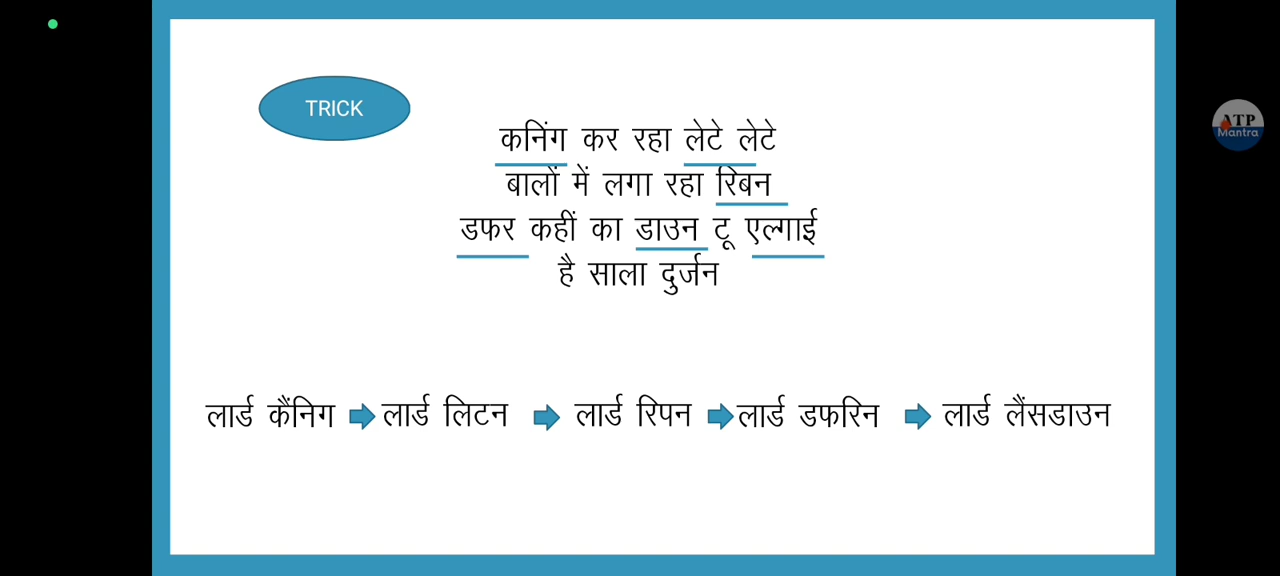 TRICK
कनिंग कर रहा लेटे लेटे
बालों में लगा रहा रिबन
डफर कहीं का डाउन टू एल्गाई
है साला दुर्जन
लार्ड कैंनिग लार्ड लिटन लार्ड रिपन लार्ड डफरिन लार्ड लैंसडाउन
ATP
Mantra